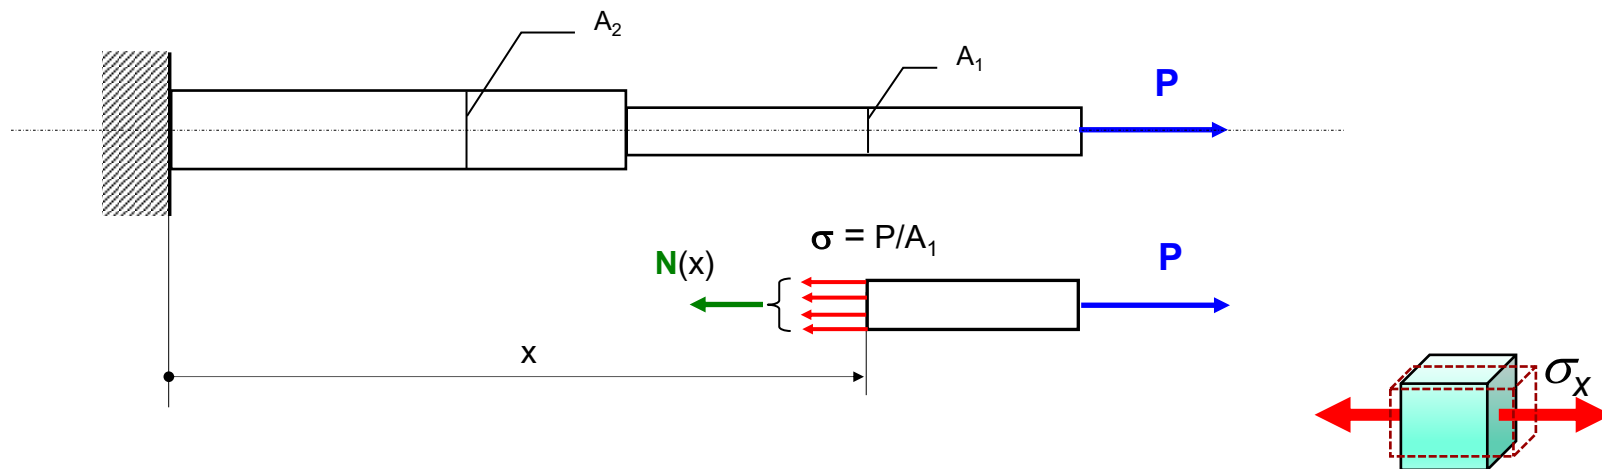 A₂
A₁
P
σ = P/A₁
N(x)
P
x
σₓ